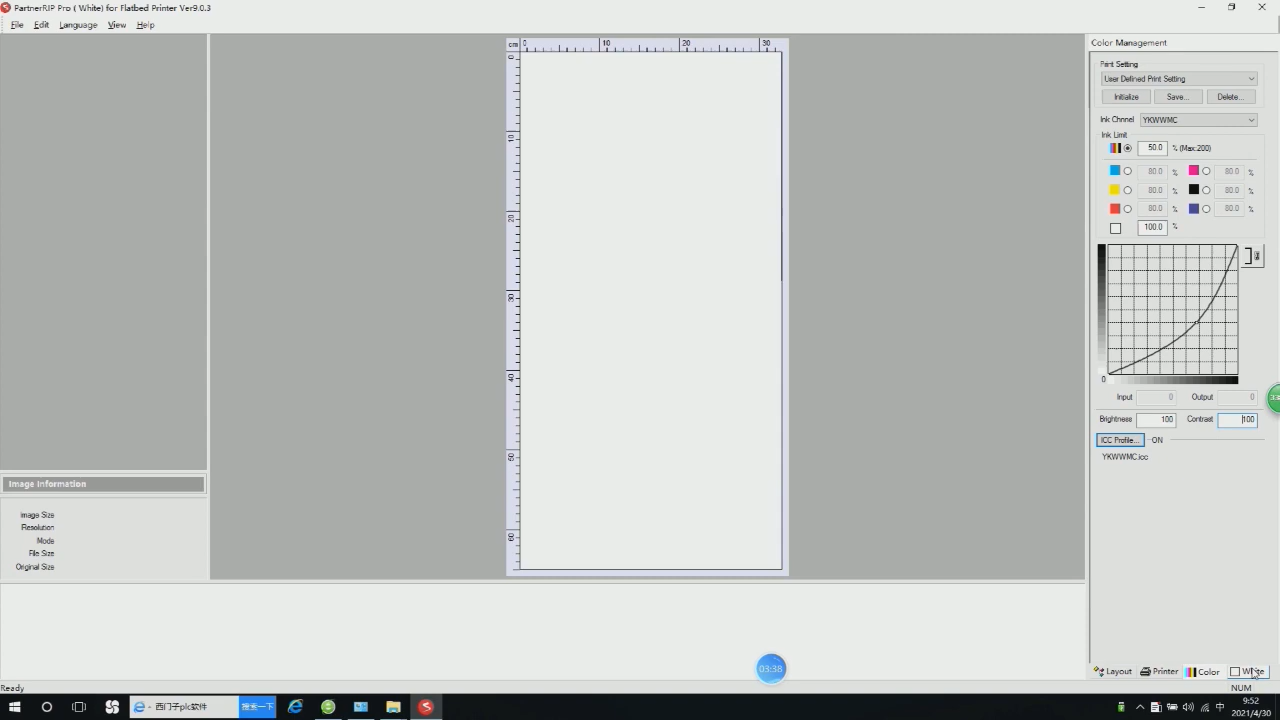 PartnerRIP Pro ( White) for Flatbed Printer Ver9.0.3
File Edit Language View Help
cm 0 10 20 30
0
10
20
30
40
50
60
Image Information
Image Size
Resolution
Mode
File Size
Original Size
Color Management
Print Setting
User Defined Print Setting
Initialize Save... Delete...
Ink Chnnel YKWWMC
Ink Limit
50.0 % (Max:200)
80.0 % 80.0 %
80.0 % 80.0 %
80.0 % 80.0 %
100.0 %
0
Input 0 Output 0
Brightness 100 Contrast 100
ICC Profile... ON
YKWWMC.icc
03:38
Layout Printer Color White
Ready NUM
西门子plc软件 搜索一下 中 9:52
2021/4/30